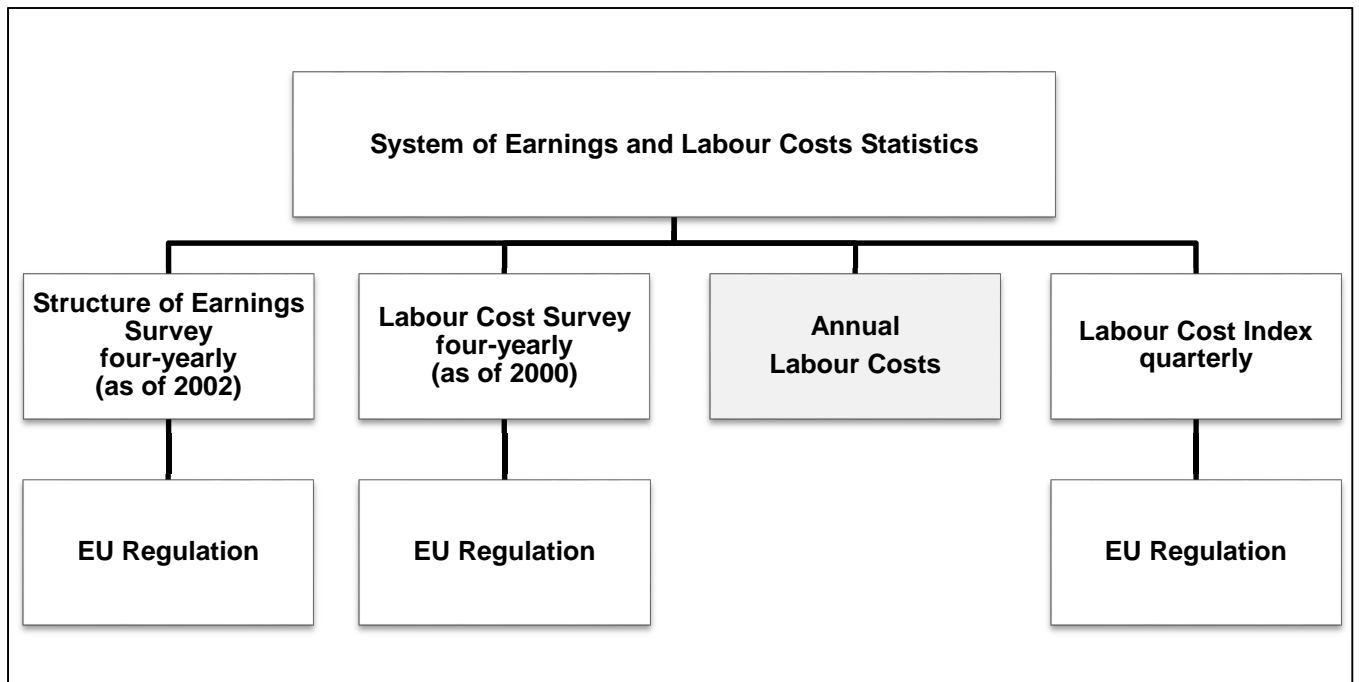 System of Earnings and Labour Costs Statistics
Structure of Earnings
Survey
four-yearly
(as of 2002)
Labour Cost Survey
four-yearly
(as of 2000)
Annual
Labour Costs
Labour Cost Index
quarterly
EU Regulation
EU Regulation
EU Regulation